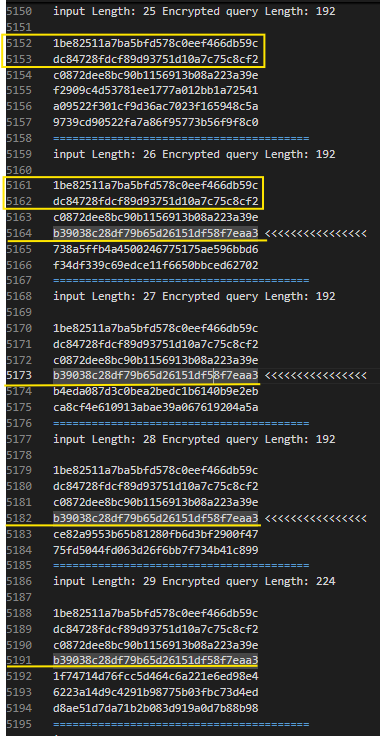 5150 input Length: 25 Encrypted query Length: 192
5151
5152 1be82511a7ba5bfd578c0eef466db59c
5153 dc84728fdcf89d93751d10a7c75c8cf2
5154 c0872dee8bc90b1156913b08a223a39e
5155 f2909c4d53781ee1777a012bb1a72541
5156 a09522f301cf9d36ac7023f165948c5a
5157 9739cd90522fa7a86f95773b56f9f8c0
5158 =======================================
5159 input Length: 26 Encrypted query Length: 192
5160
5161 1be82511a7ba5bfd578c0eef466db59c
5162 dc84728fdcf89d93751d10a7c75c8cf2
5163 c0872dee8bc90b1156913b08a223a39e
5164 b39038c28df79b65d26151df58f7eaa3 <<<<<<<<<<<<<<<<
5165 738a5ffb4a4500246775175ae596bbd6
5166 f34df339c69edce11f6650bbced62702
5167 =======================================
5168 input Length: 27 Encrypted query Length: 192
5169
5170 1be82511a7ba5bfd578c0eef466db59c
5171 dc84728fdcf89d93751d10a7c75c8cf2
5172 c0872dee8bc90b1156913b08a223a39e
5173 b39038c28df79b65d26151df58f7eaa3 <<<<<<<<<<<<<<<<
5174 b4eda087d3c0bea2bedc1b6140b9e2eb
5175 ca8cf4e610913abae39a067619204a5a
5176 =======================================
5177 input Length: 28 Encrypted query Length: 192
5178
5179 1be82511a7ba5bfd578c0eef466db59c
5180 dc84728fdcf89d93751d10a7c75c8cf2
5181 c0872dee8bc90b1156913b08a223a39e
5182 b39038c28df79b65d26151df58f7eaa3 <<<<<<<<<<<<<<<<
5183 ce82a9553b65b81280fb6d3bf2900f47
5184 75fd5044fd063d26f6bb7f734b41c899
5185 =======================================
5186 input Length: 29 Encrypted query Length: 224
5187
5188 1be82511a7ba5bfd578c0eef466db59c
5189 dc84728fdcf89d93751d10a7c75c8cf2
5190 c0872dee8bc90b1156913b08a223a39e
5191 b39038c28df79b65d26151df58f7eaa3
5192 1f74714d76fcc5d464c6a221e6ed98e4
5193 6223a14d9c4291b98775b03fbc73d4ed
5194 d8ae51d7da71b2b083d919a0d7b88b98
5195 =======================================